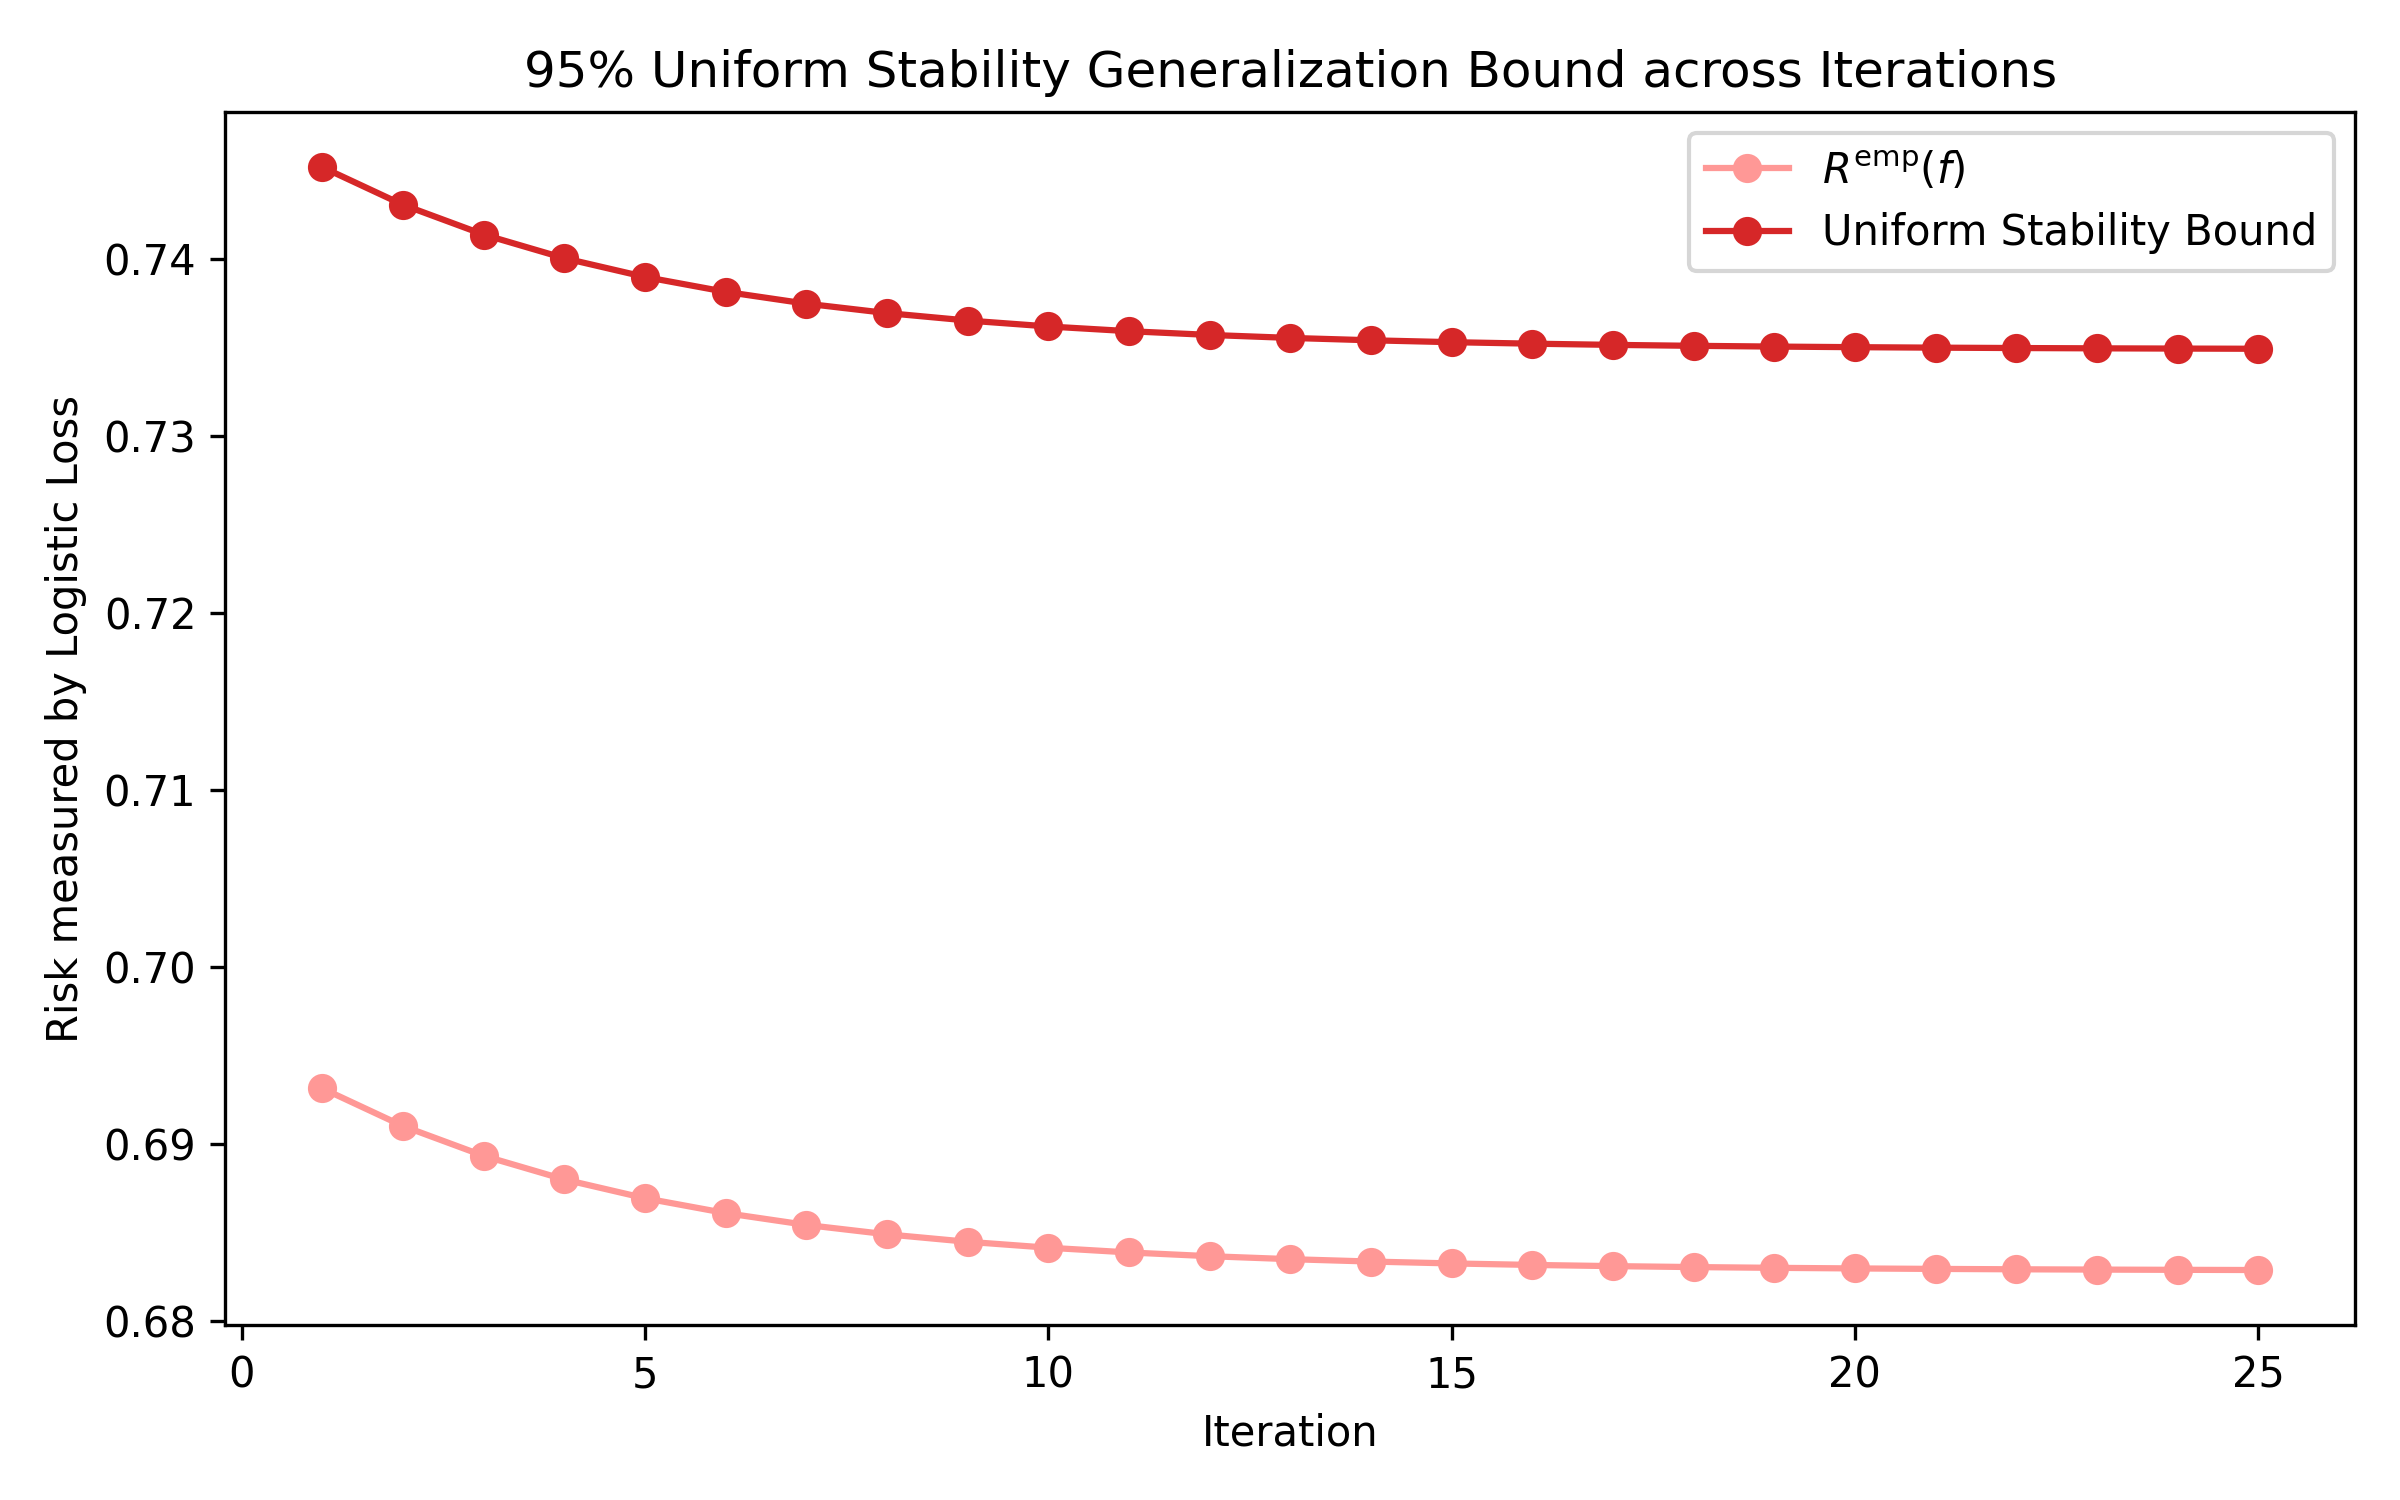 95% Uniform Stability Generalization Bound across Iterations
R^emp(f)
Uniform Stability Bound
Risk measured by Logistic Loss
0.74
0.73
0.72
0.71
0.70
0.69
0.68
0 5 10 15 20 25
Iteration